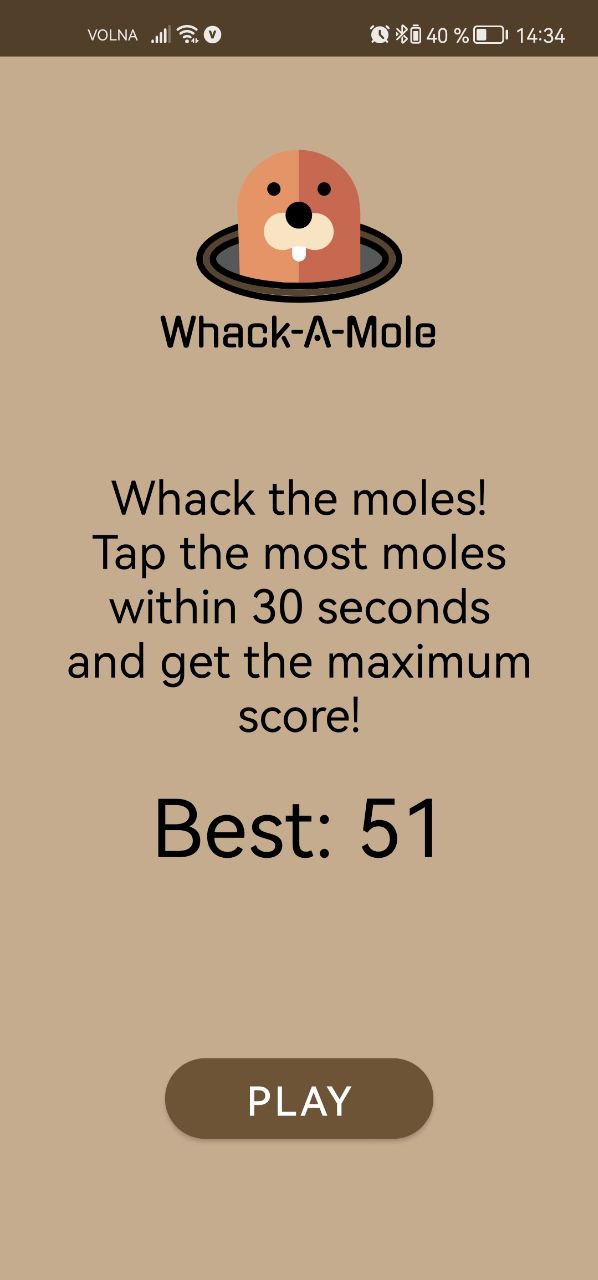 VOLNA V 40 % 14:34
Whack-A-Mole
Whack the moles!
Tap the most moles
within 30 seconds
and get the maximum
score!
Best: 51
PLAY